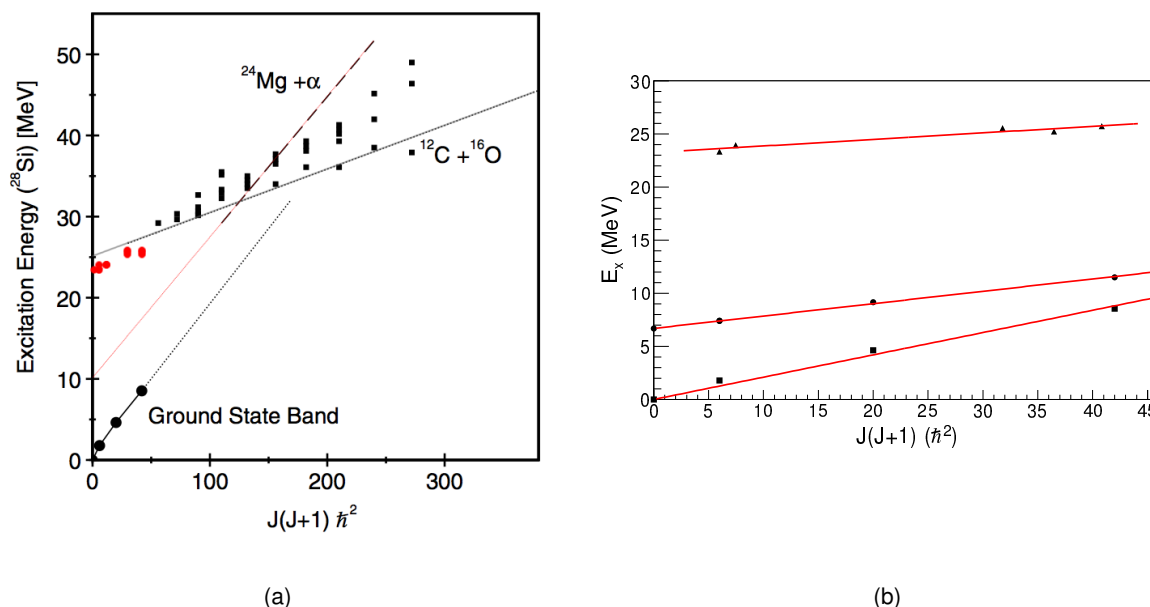 50
40
30
20
10
0
Excitation Energy (²⁸Si) [MeV]
²⁴Mg +α
¹²C +¹⁶O
Ground State Band
0 100 200 300
J(J+1) ℏ²
(a)
30
25
20
15
10
5
0
Eₓ (MeV)
0 5 10 15 20 25 30 35 40 45
J(J+1) (ℏ²)
(b)